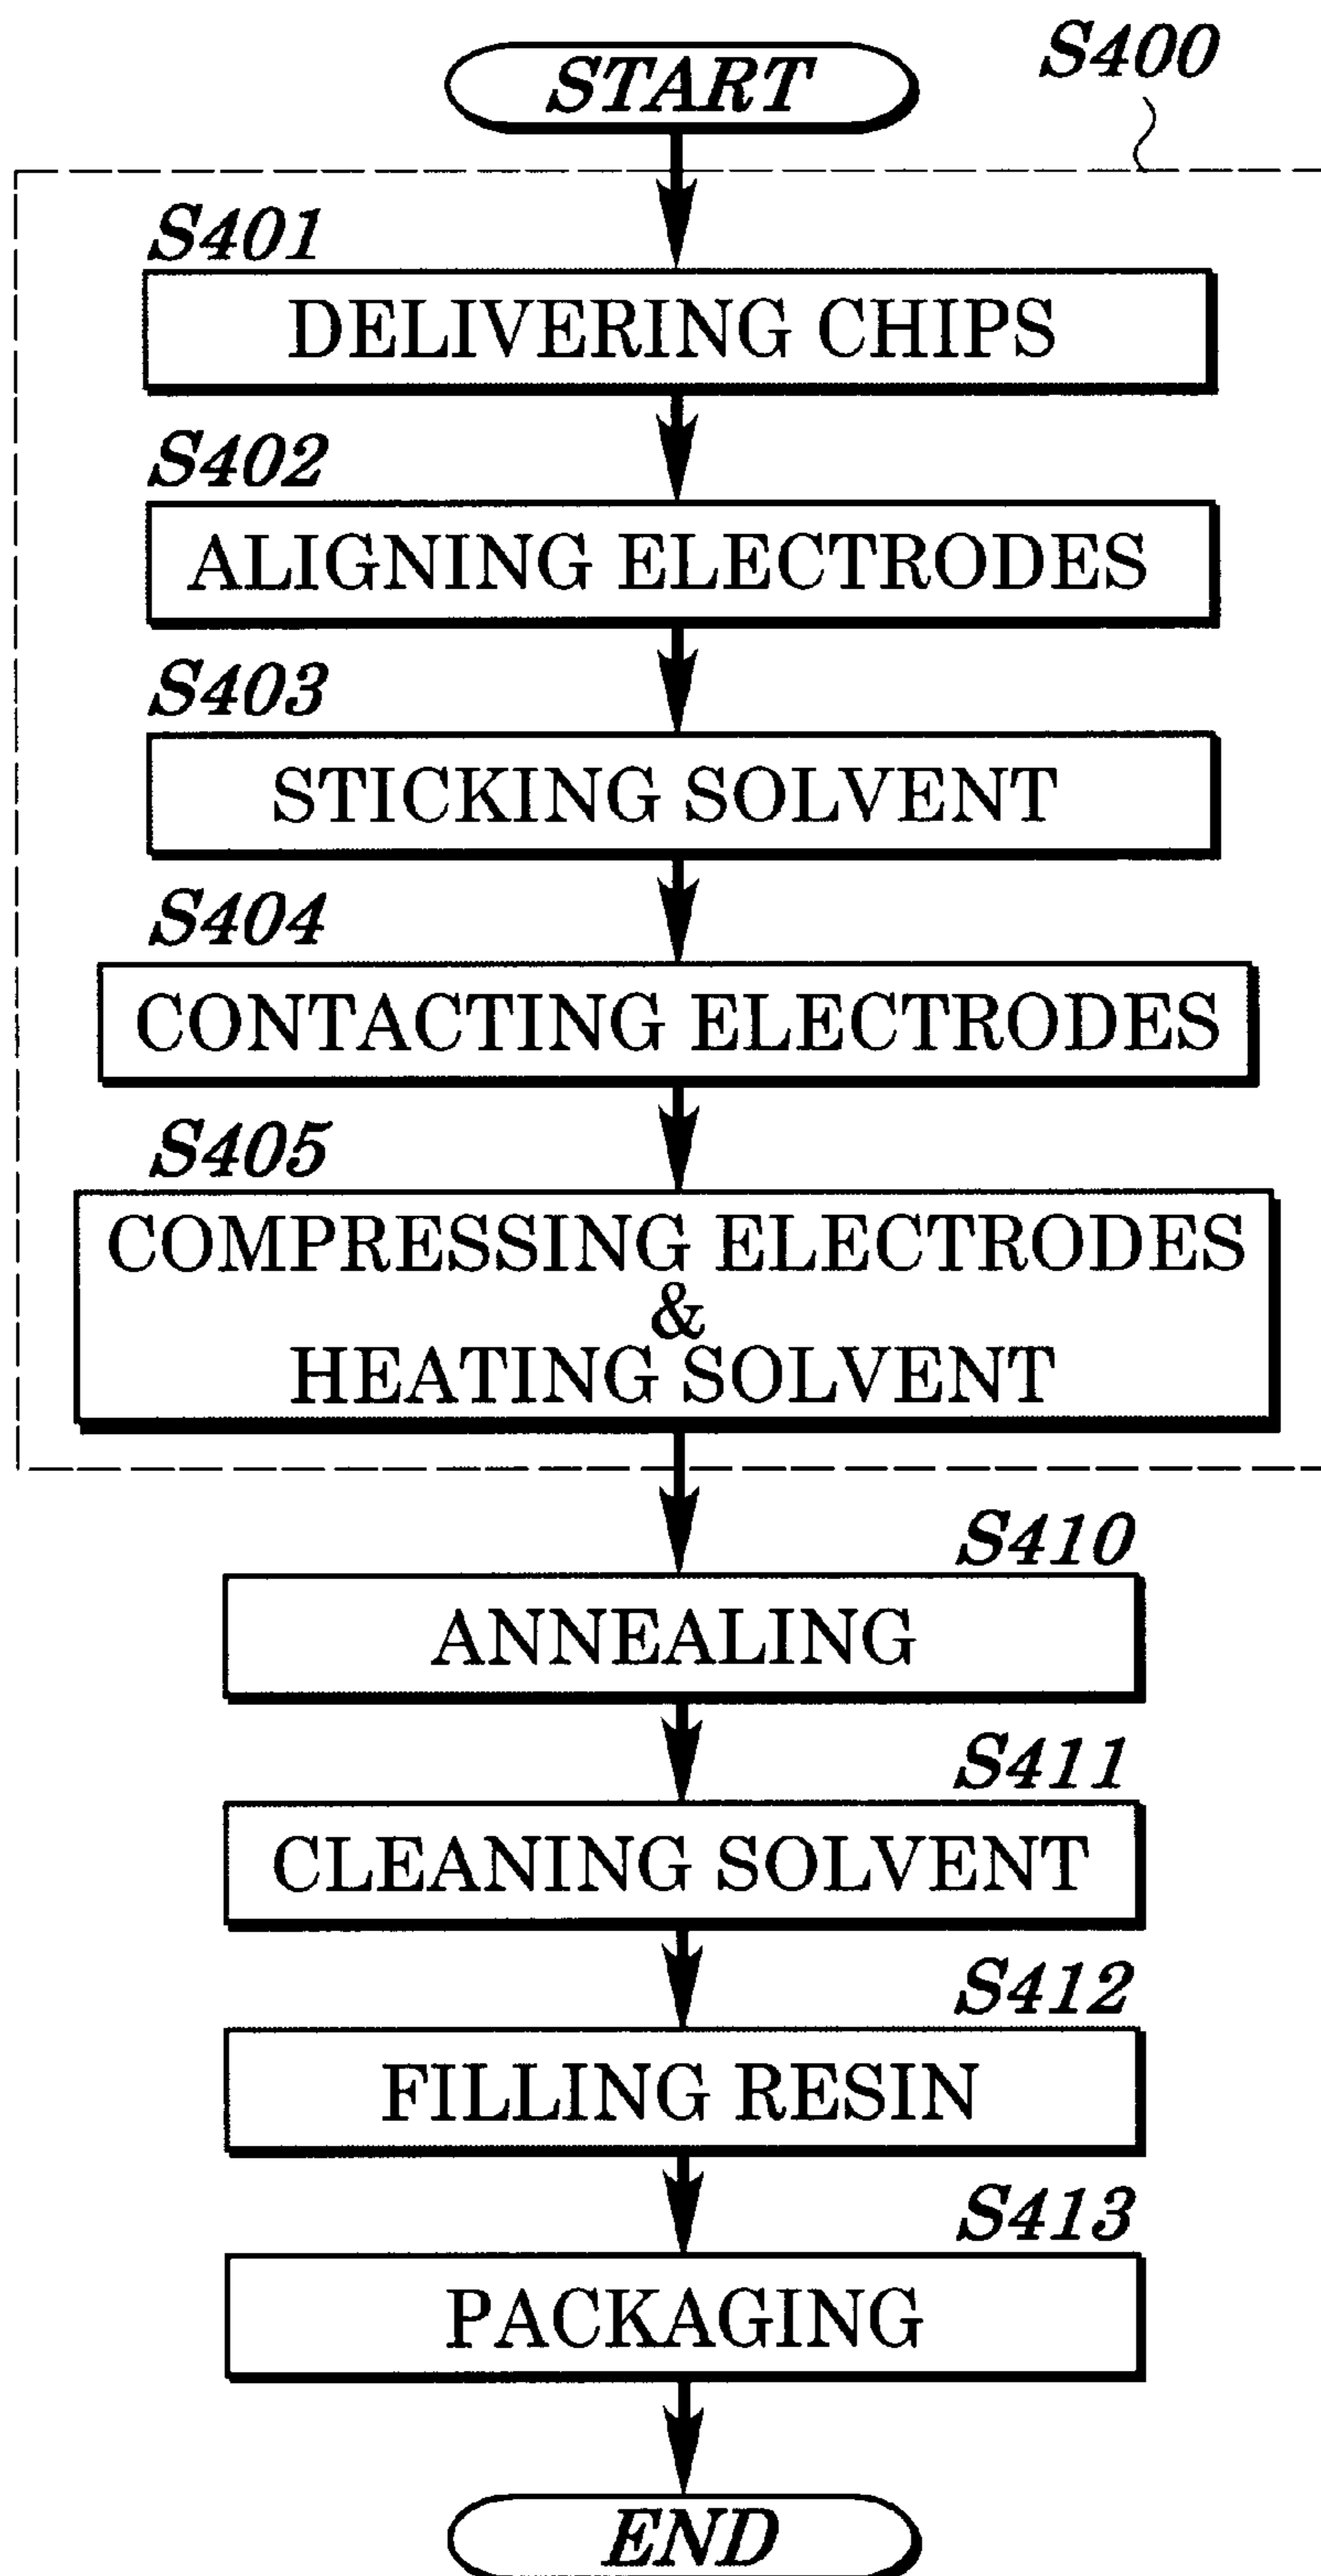 START
S400
S401
DELIVERING CHIPS
S402
ALIGNING ELECTRODES
S403
STICKING SOLVENT
S404
CONTACTING ELECTRODES
S405
COMPRESSING ELECTRODES
&
HEATING SOLVENT
S410
ANNEALING
S411
CLEANING SOLVENT
S412
FILLING RESIN
S413
PACKAGING
END